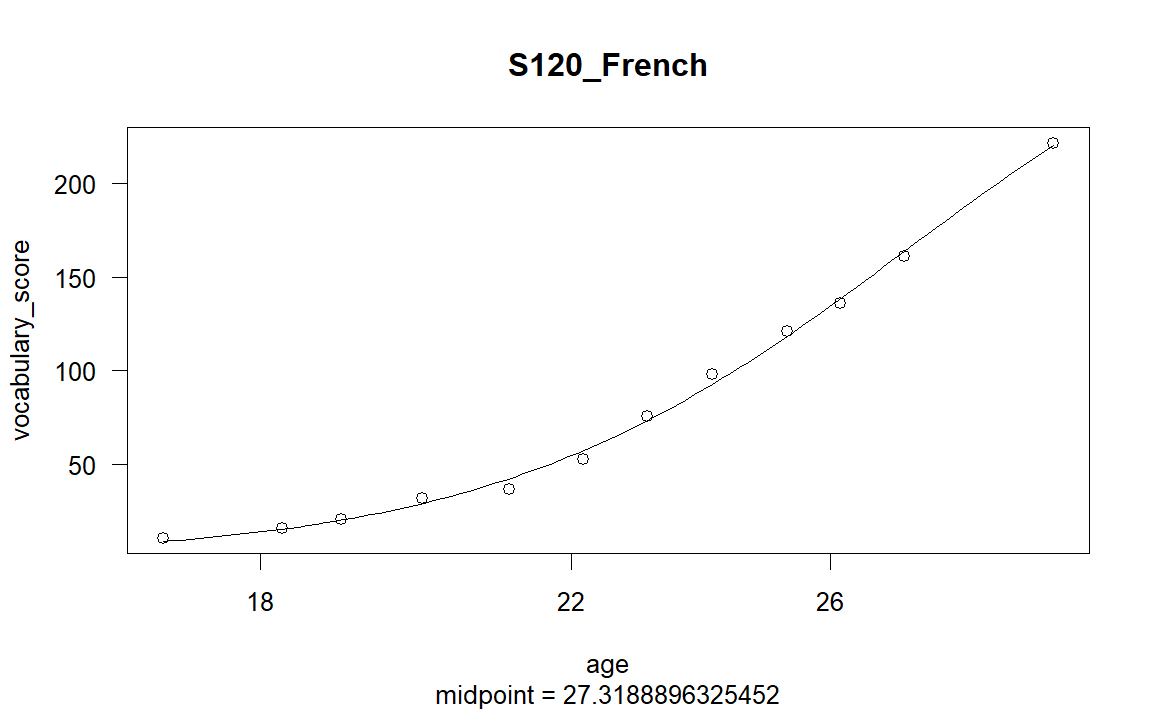 S120_French
200
150
100
50
vocabulary_score
18 22 26
age
midpoint = 27.3188896325452